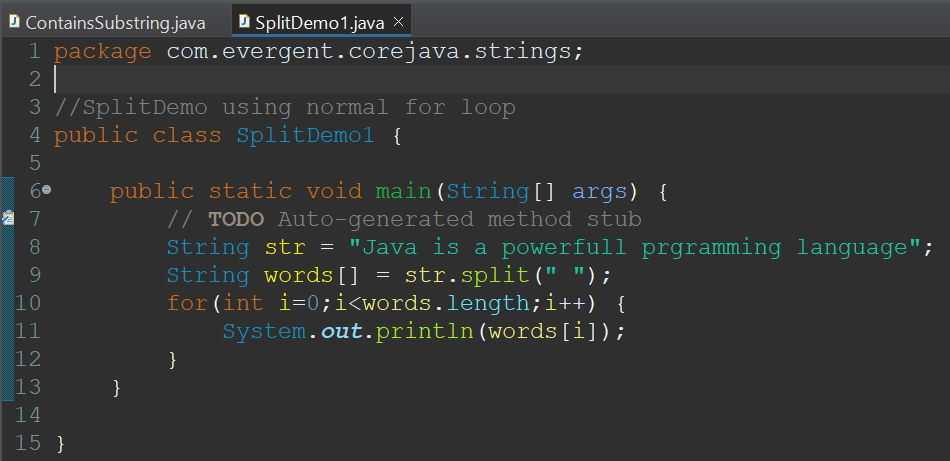 ContainsSubstring.java SplitDemo1.java
1 package com.evergent.corejava.strings;
2
3 //SplitDemo using normal for loop
4 public class SplitDemo1 {
5
6 public static void main(String[] args) {
7 // TODO Auto-generated method stub
8 String str = "Java is a powerfull prgramming language";
9 String words[] = str.split(" ");
10 for(int i=0;i<words.length;i++) {
11 System.out.println(words[i]);
12 }
13 }
14
15 }